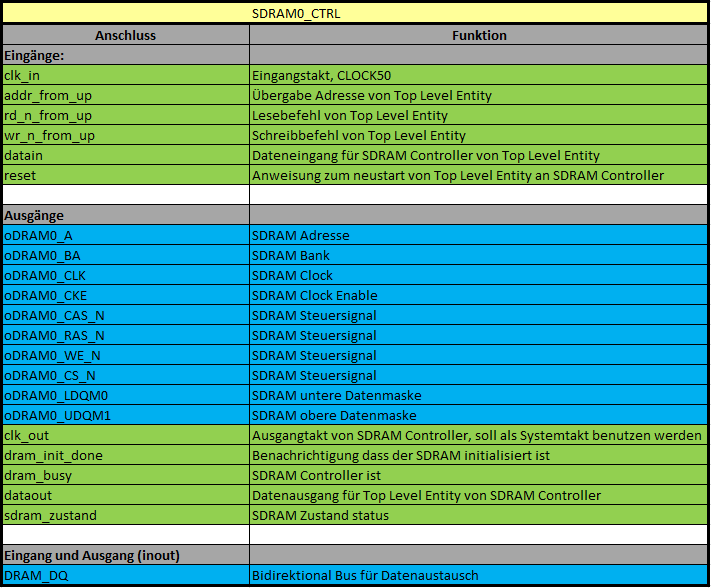 SDRAM0_CTRL
Anschluss Funktion
Eingänge:
clk_in Eingangstakt, CLOCK50
addr_from_up Übergabe Adresse von Top Level Entity
rd_n_from_up Lesebefehl von Top Level Entity
wr_n_from_up Schreibbefehl von Top Level Entity
datain Dateneingang für SDRAM Controller von Top Level Entity
reset Anweisung zum neustart von Top Level Entity an SDRAM Controller
Ausgänge
oDRAM0_A SDRAM Adresse
oDRAM0_BA SDRAM Bank
oDRAM0_CLK SDRAM Clock
oDRAM0_CKE SDRAM Clock Enable
oDRAM0_CAS_N SDRAM Steuersignal
oDRAM0_RAS_N SDRAM Steuersignal
oDRAM0_WE_N SDRAM Steuersignal
oDRAM0_CS_N SDRAM Steuersignal
oDRAM0_LDQM0 SDRAM untere Datenmaske
oDRAM0_UDQM1 SDRAM obere Datenmaske
clk_out Ausgangtakt von SDRAM Controller, soll als Systemtakt benutzen werden
dram_init_done Benachrichtigung dass der SDRAM initialisiert ist
dram_busy SDRAM Controller ist
dataout Datenausgang für Top Level Entity von SDRAM Controller
sdram_zustand SDRAM Zustand status
Eingang und Ausgang (inout)
DRAM_DQ Bidirektional Bus für Datenaustausch